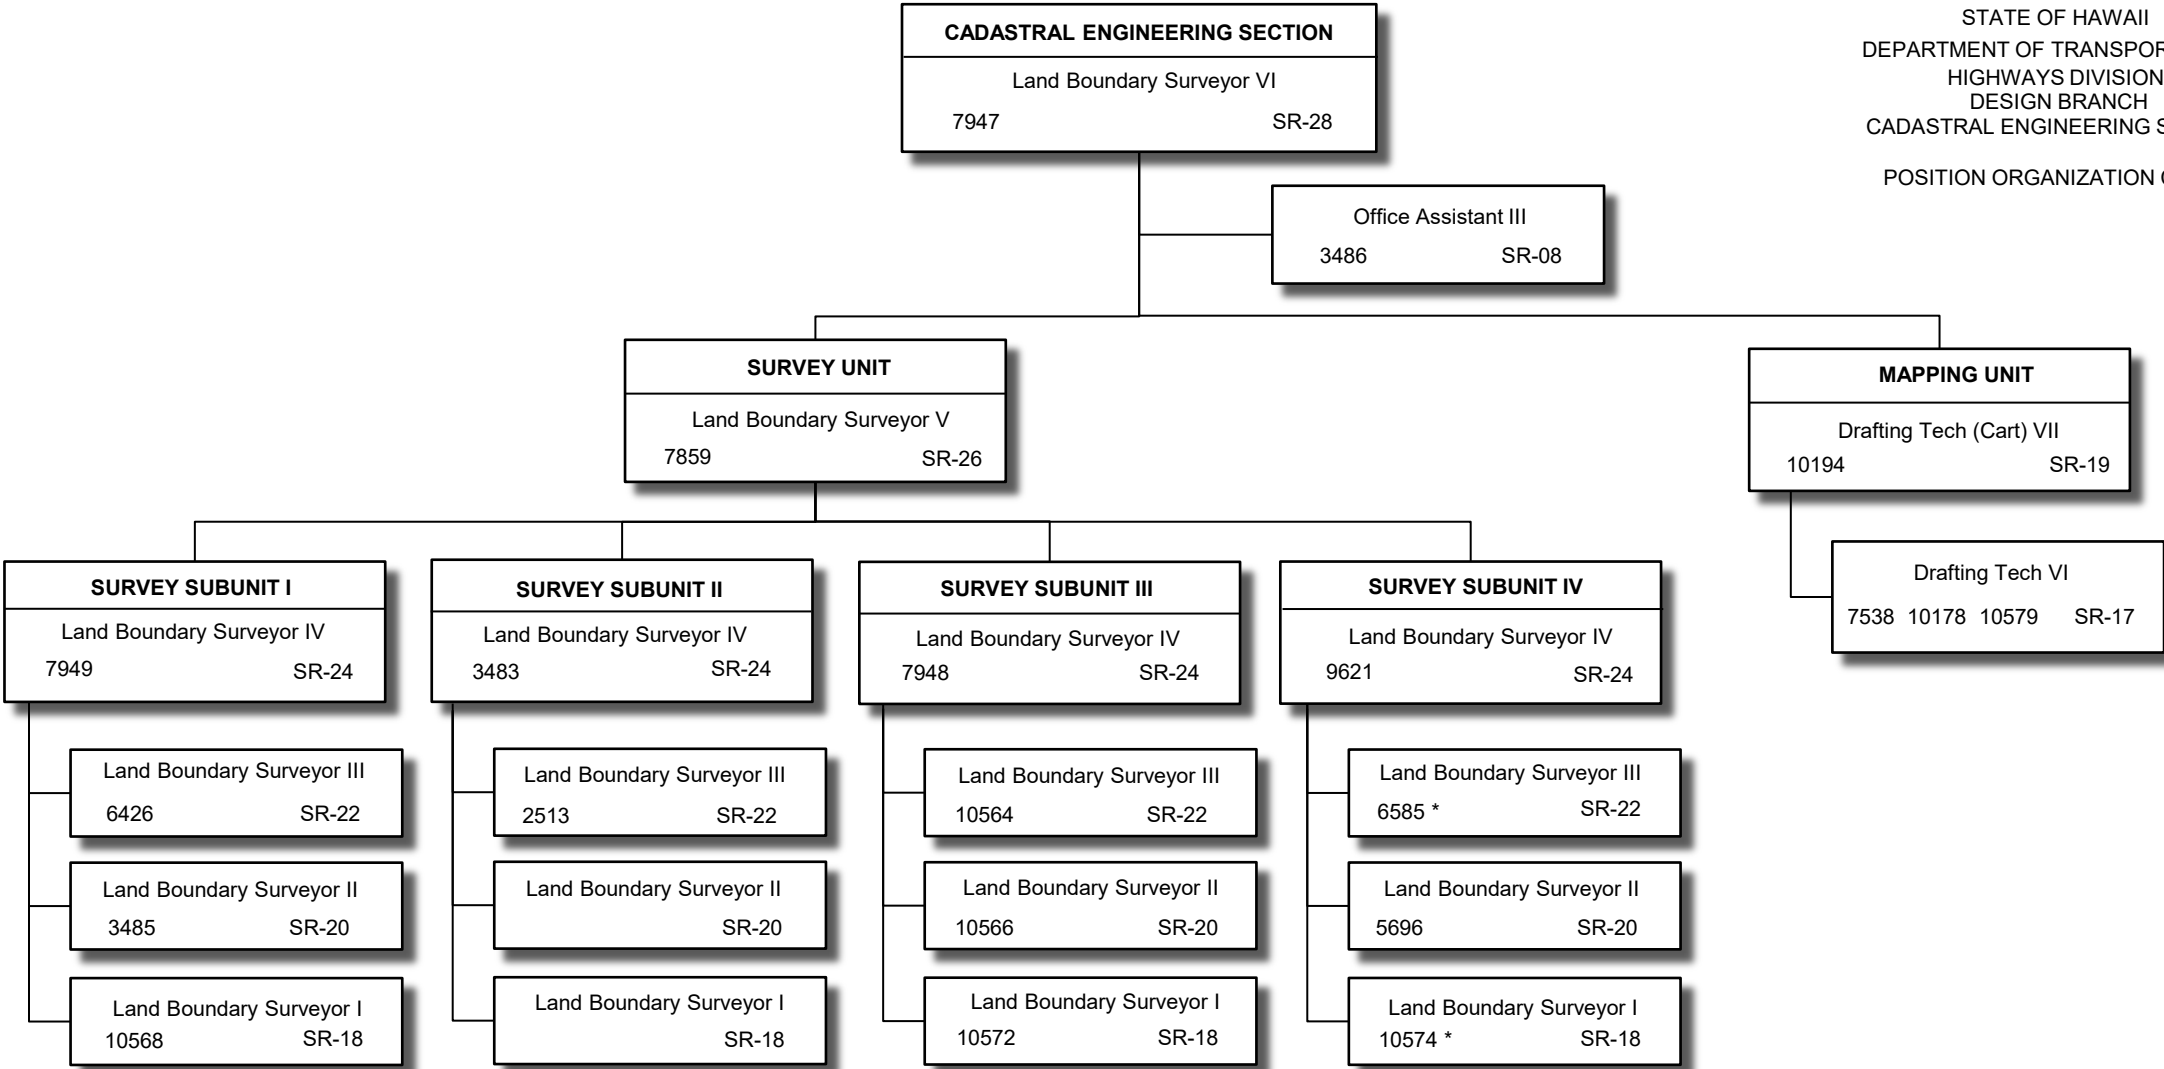 STATE OF HAWAII
DEPARTMENT OF
HIGHWAYS DIVISION
DESIGN BRANCH
CADASTRAL ENGINEERING
POSITION ORGANIZATION
CADASTRAL ENGINEERING SECTION
Land Boundary Surveyor VI
7947 SR-28
Office Assistant III
3486 SR-08
SURVEY UNIT
Land Boundary Surveyor V
7859 SR-26
MAPPING UNIT
Drafting Tech (Cart) VII
10194 SR-19
Drafting Tech VI
7538 10178 10579 SR-17
SURVEY SUBUNIT I
Land Boundary Surveyor IV
7949 SR-24
Land Boundary Surveyor III
6426 SR-22
Land Boundary Surveyor II
3485 SR-20
Land Boundary Surveyor I
10568 SR-18
SURVEY SUBUNIT II
Land Boundary Surveyor IV
3483 SR-24
Land Boundary Surveyor III
2513 SR-22
Land Boundary Surveyor II
SR-20
Land Boundary Surveyor I
SR-18
SURVEY SUBUNIT III
Land Boundary Surveyor IV
7948 SR-24
Land Boundary Surveyor III
10564 SR-22
Land Boundary Surveyor II
10566 SR-20
Land Boundary Surveyor I
10572 SR-18
SURVEY SUBUNIT IV
Land Boundary Surveyor IV
9621 SR-24
Land Boundary Surveyor III
6585 * SR-22
Land Boundary Surveyor II
5696 SR-20
Land Boundary Surveyor I
10574 * SR-18